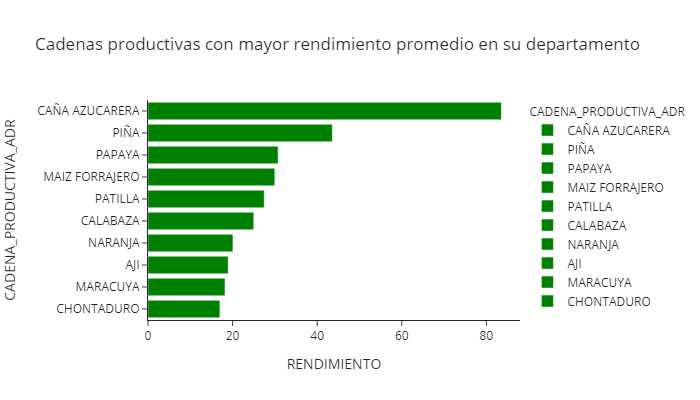 Cadenas productivas con mayor rendimiento promedio en su departamento
CADENA_PRODUCTIVA_ADR
CAÑA AZUCARERA
PIÑA
PAPAYA
MAIZ FORRAJERO
PATILLA
CALABAZA
NARANJA
AJI
MARACUYA
CHONTADURO
0 20 40 60 80
RENDIMIENTO
CADENA_PRODUCTIVA_ADR
CAÑA AZUCARERA
PIÑA
PAPAYA
MAIZ FORRAJERO
PATILLA
CALABAZA
NARANJA
AJI
MARACUYA
CHONTADURO